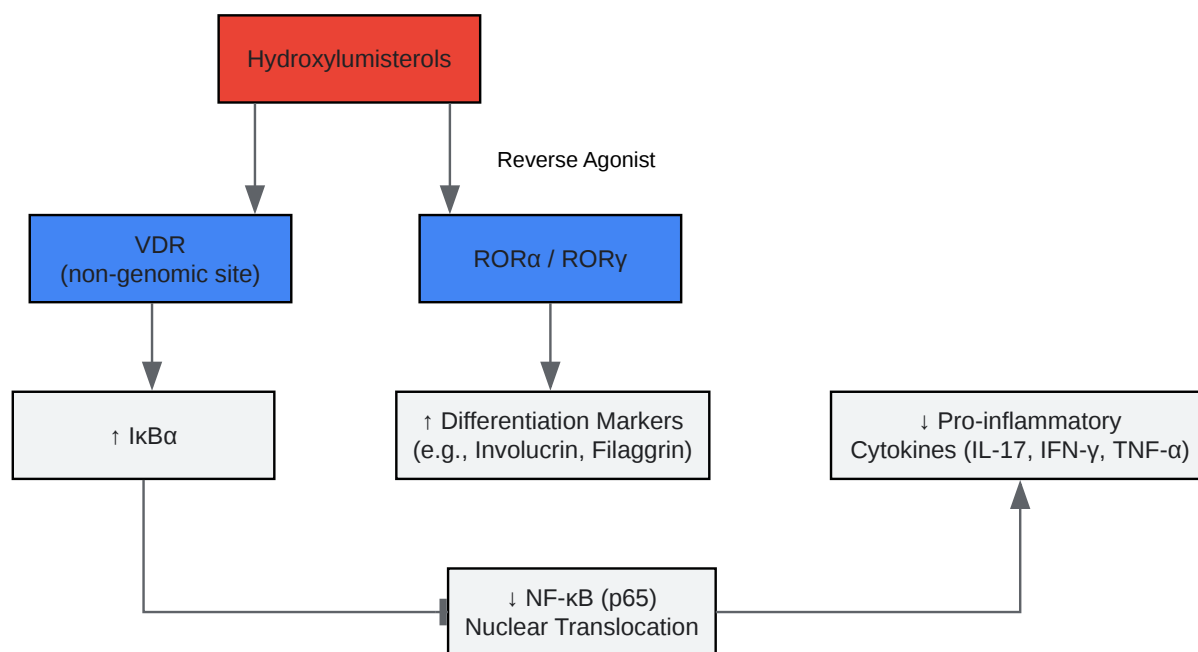 Hydroxylumisterols
Reverse Agonist
VDR
(non-genomic site)
RORα / RORγ
↑ IκBα
↑ Differentiation Markers
(e.g., Involucrin, Filaggrin)
↓ Pro-inflammatory
Cytokines (IL-17, IFN-γ, TNF-α)
↓ NF-κB (p65)
Nuclear Translocation